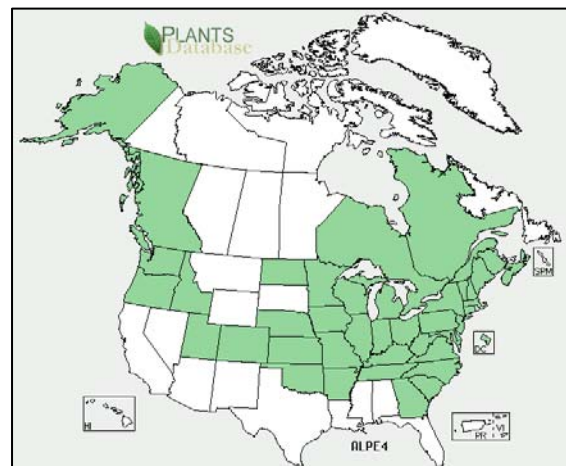 PLANTS
Database
SPM
DC
HI
PR
VI
ALPE4